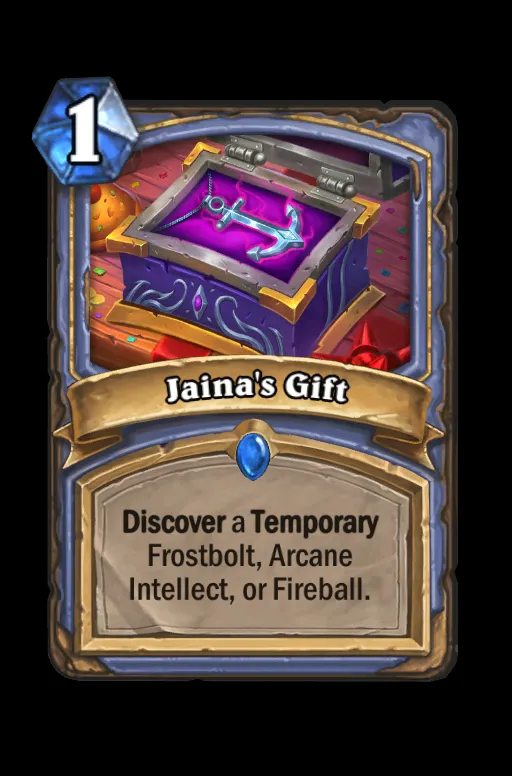 1
Jaina's Gift
Discover a Temporary
Frostbolt, Arcane
Intellect, or Fireball.